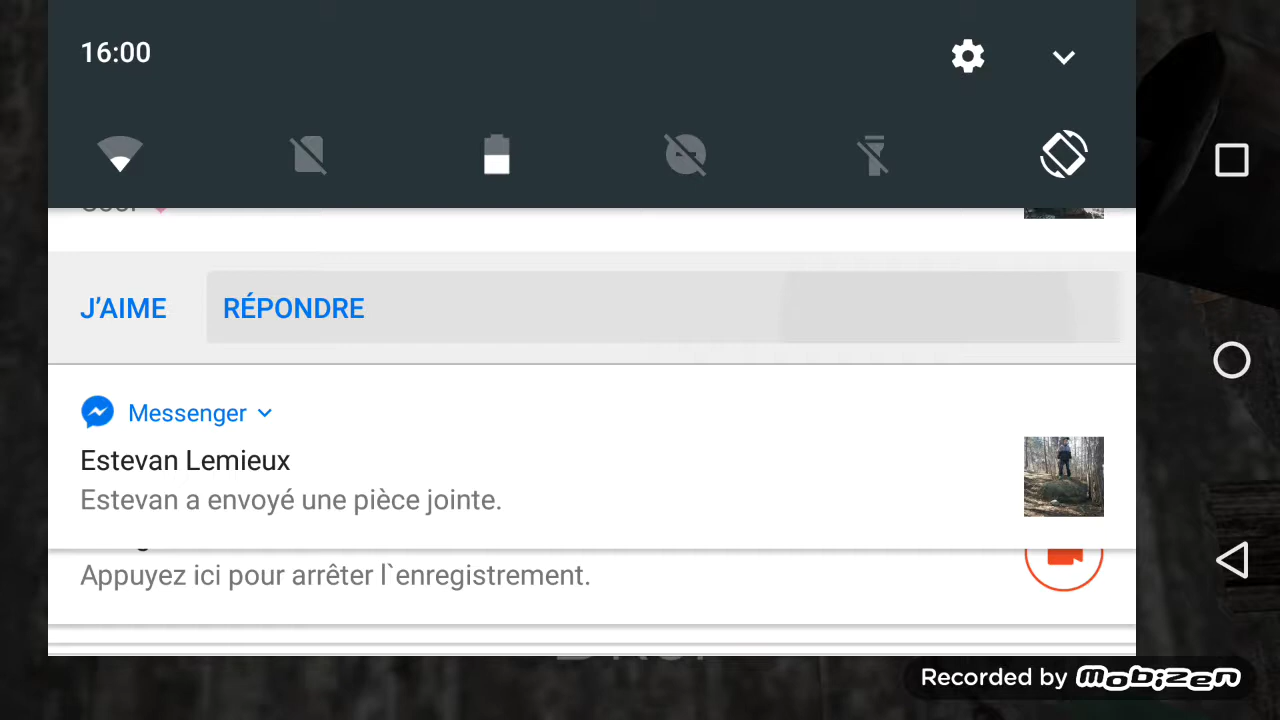 16:00
J’AIME
RÉPONDRE
Messenger
Estevan Lemieux
Estevan a envoyé une pièce jointe.
Appuyez ici pour arrêter l`enregistrement.
Recorded by Mobizen